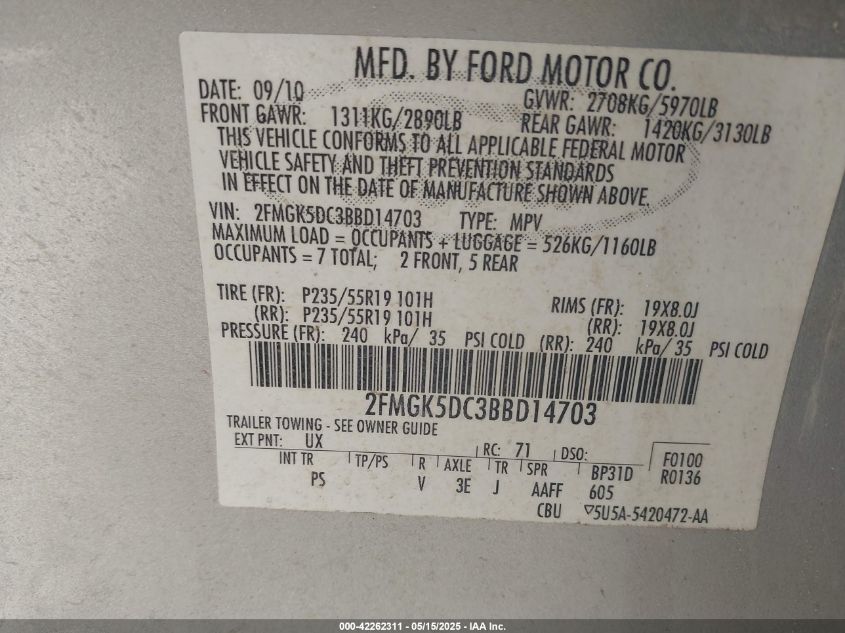 MFD. BY FORD MOTOR CO.
DATE: 09/10 GVWR: 2708KG/5970LB
FRONT GAWR: 1311KG/2890LB REAR GAWR: 1420KG/3130LB
THIS VEHICLE CONFORMS TO ALL APPLICABLE FEDERAL MOTOR
VEHICLE SAFETY AND THEFT PREVENTION STANDARDS
IN EFFECT ON THE DATE OF MANUFACTURE SHOWN ABOVE.
VIN: 2FMGK5DC3BBD14703 TYPE: MPV
MAXIMUM LOAD = OCCUPANTS + LUGGAGE = 526KG/1160LB
OCCUPANTS = 7 TOTAL; 2 FRONT, 5 REAR
TIRE (FR): P235/55R19 101H RIMS (FR): 19X8.0J
(RR): P235/55R19 101H (RR): 19X8.0J
PRESSURE (FR): 240 kPa/ 35 PSI COLD (RR): 240 kPa/ 35 PSI COLD
2FMGK5DC3BBD14703
TRAILER TOWING - SEE OWNER GUIDE
EXT PNT: UX RC: 71 DSO: F0100
INT TR TP/PS R AXLE TR SPR BP31D R0136
PS V 3E J AAFF 605
CBU ▽5U5A-5420472-AA
000-42262311 - 05/15/2025 - IAA Inc.